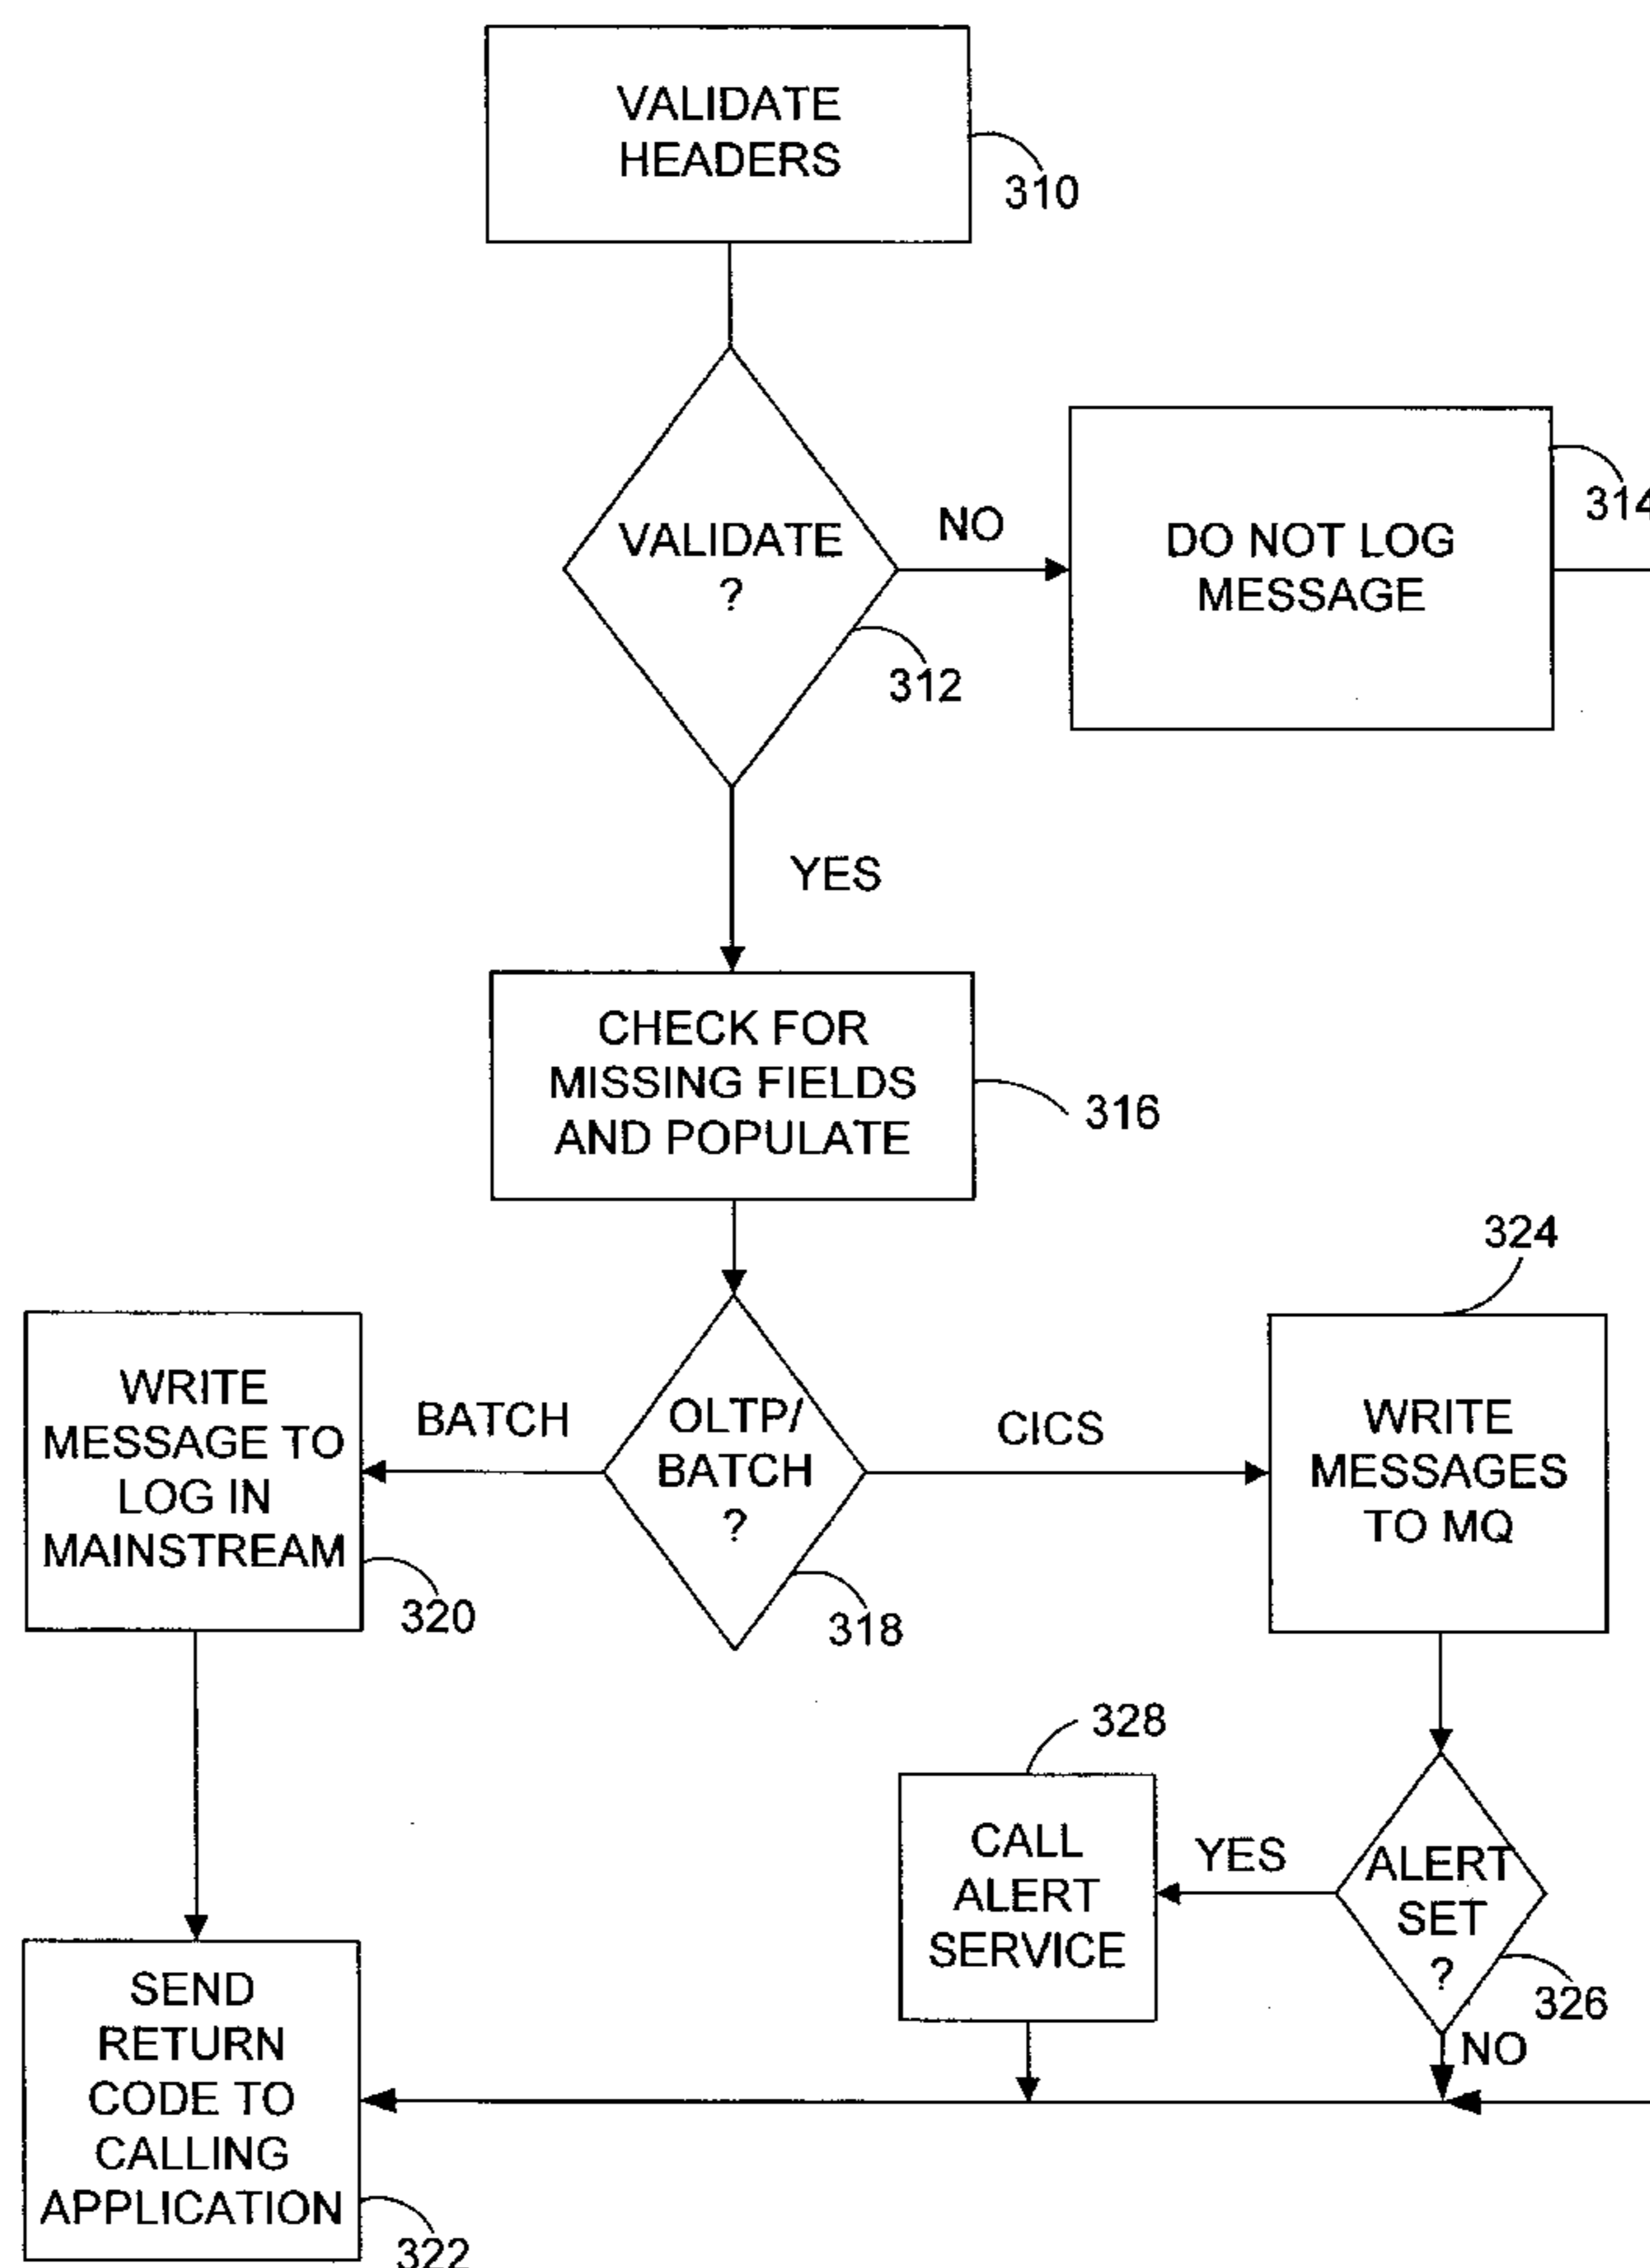 VALIDATE
HEADERS
310
VALIDATE
?
312
NO
DO NOT LOG
MESSAGE
314
YES
CHECK FOR
MISSING FIELDS
AND POPULATE
316
OLTP/
BATCH
?
318
BATCH
WRITE
MESSAGE TO
LOG IN
MAINSTREAM
320
CICS
324
WRITE
MESSAGES
TO MQ
ALERT
SET
?
326
YES
328
CALL
ALERT
SERVICE
NO
SEND
RETURN
CODE TO
CALLING
APPLICATION
322